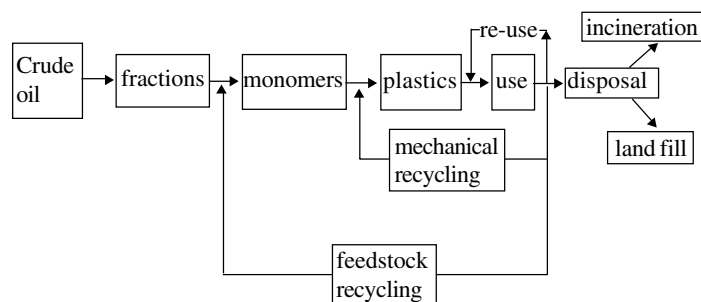 re-use
incineration
Crude
oil
fractions
monomers
plastics
use
disposal
mechanical
recycling
land fill
feedstock
recycling